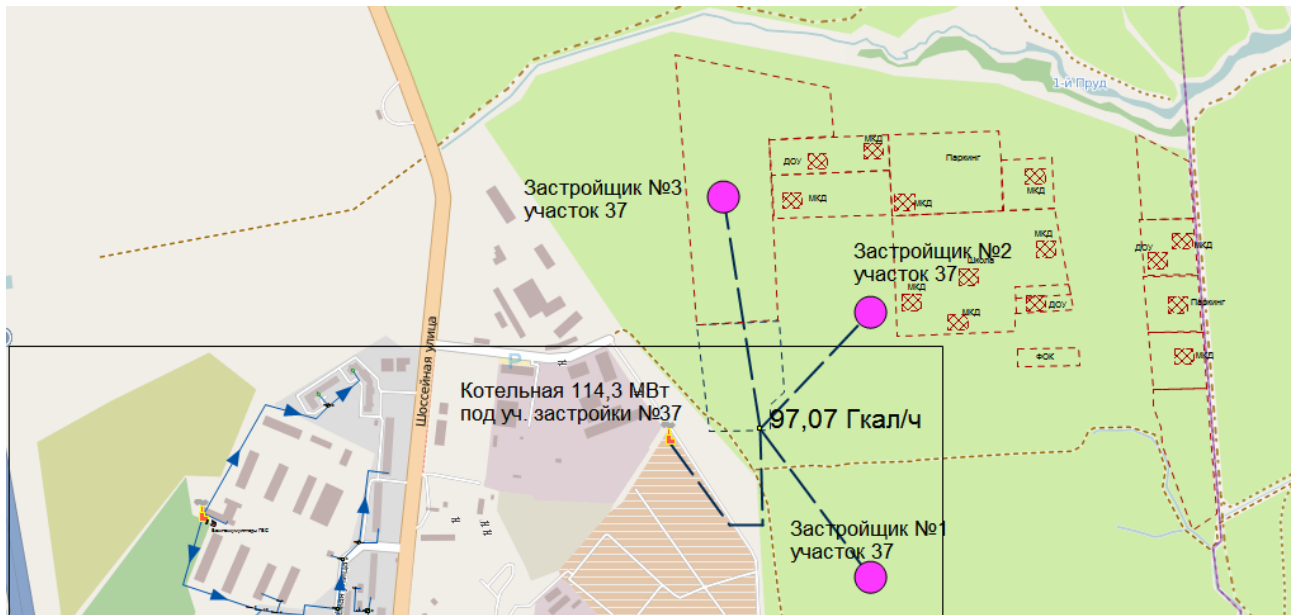 1-й Пруд
МКД
ДОУ
Паркинг
Застройщик №3
участок 37
МКД
МКД
МКД
МКД
Застройщик №2
участок 37
Школа
ДОУ
МКД
МКД
ДОУ
Паркинг
МКД
Шоссейная улица
P
ФОК
МКД
Котельная 114,3 МВт
под уч. застройки №37
97,07 Гкал/ч
Застройщик №1
участок 37